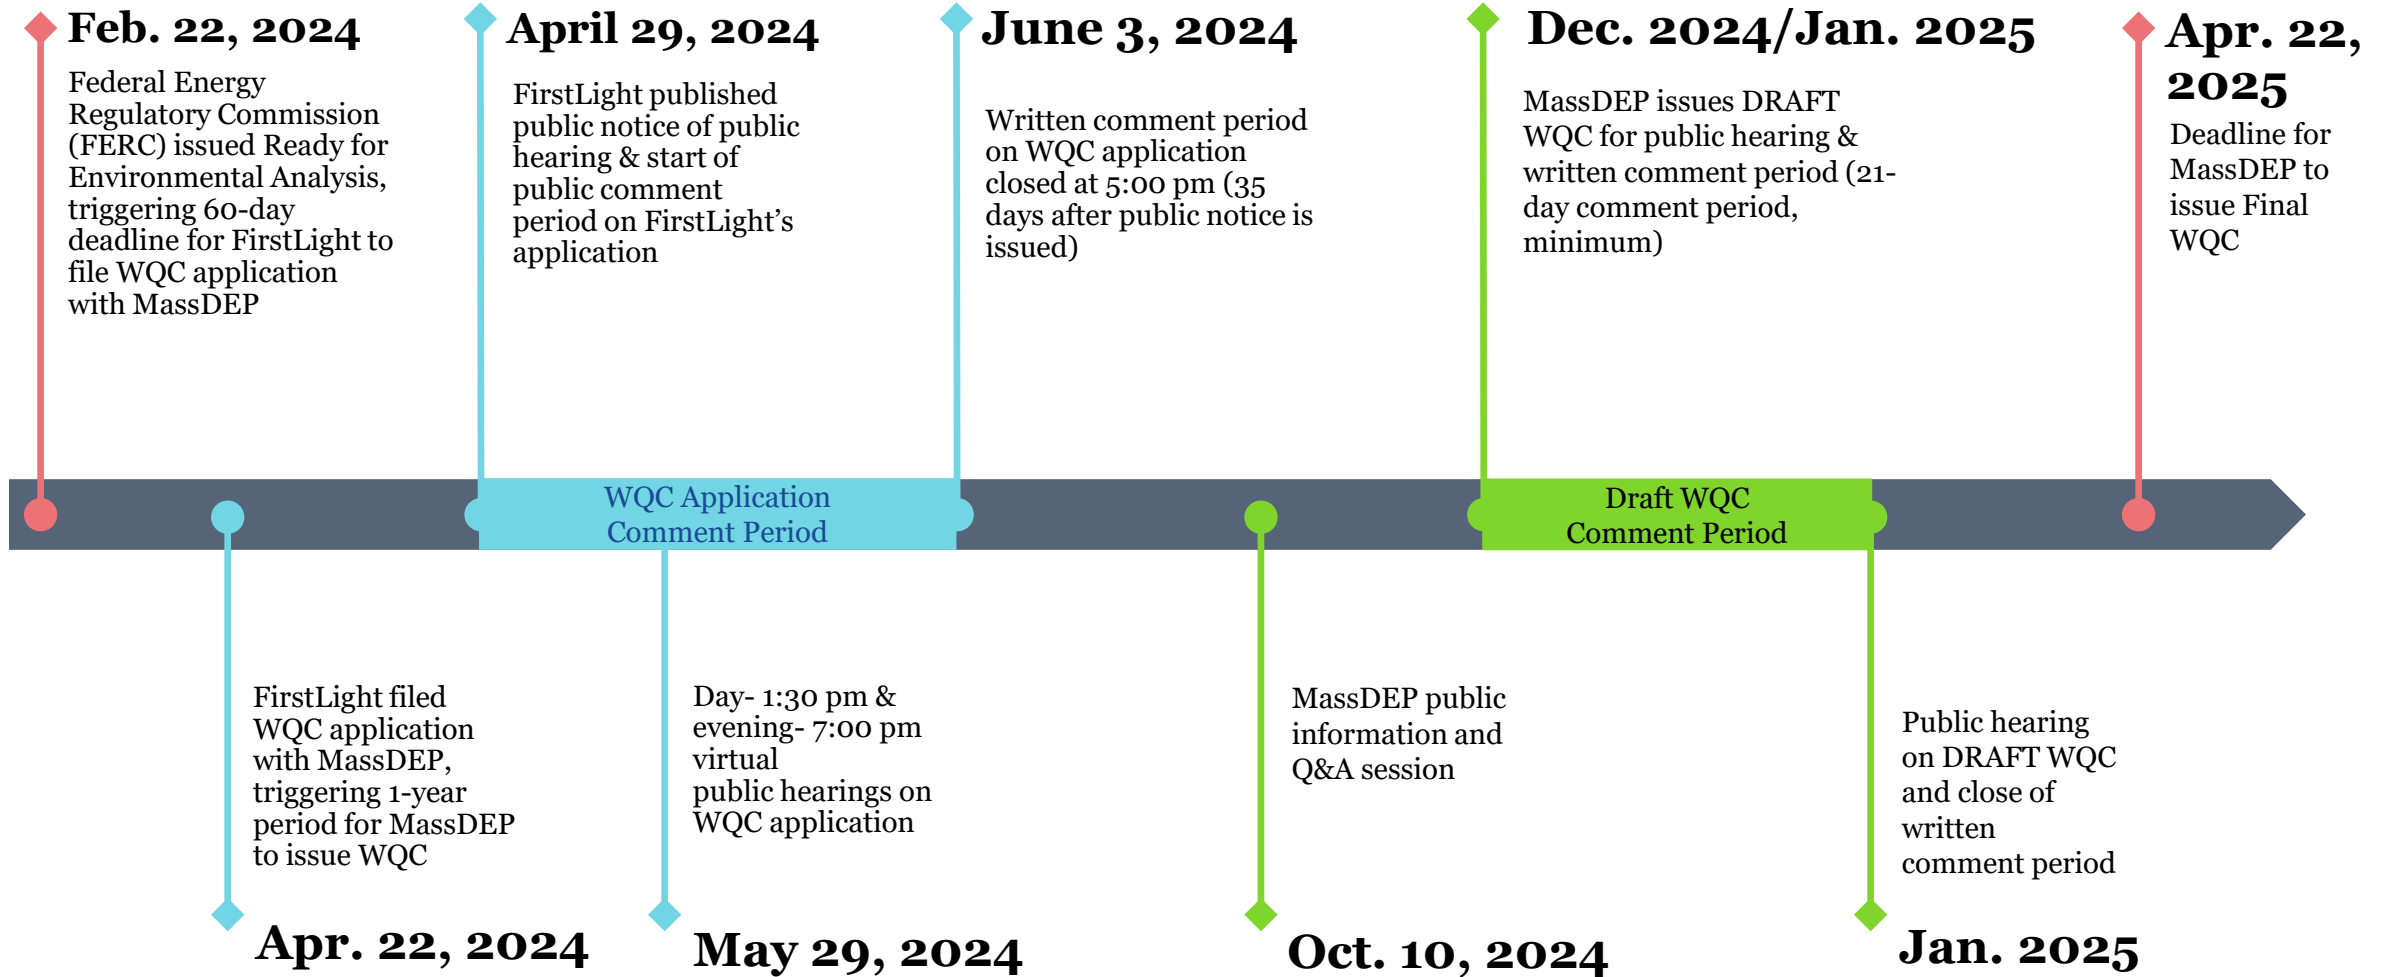 Feb. 22, 2024
Federal Energy
Regulatory Commission
(FERC) issued Ready for
Environmental Analysis,
triggering 60-day
deadline for FirstLight to
file WQC application
with MassDEP
April 29, 2024
FirstLight published
public notice of public
hearing & start of
public comment
period on FirstLight’s
application
June 3, 2024
Written comment period
on WQC application
closed at 5:00 pm (35
days after public notice is
issued)
Dec. 2024/Jan. 2025
MassDEP issues DRAFT
WQC for public hearing &
written comment period (21-
day comment period,
minimum)
Apr. 22,
2025
Deadline for
MassDEP to
issue Final
WQC
WQC Application
Comment Period
Draft WQC
Comment Period
FirstLight filed
WQC application
with MassDEP,
triggering 1-year
period for MassDEP
to issue WQC
Apr. 22, 2024
Day- 1:30 pm &
evening- 7:00 pm
virtual
public hearings on
WQC application
May 29, 2024
MassDEP public
information and
Q&A session
Oct. 10, 2024
Public hearing
on DRAFT WQC
and close of
written
comment period
Jan. 2025